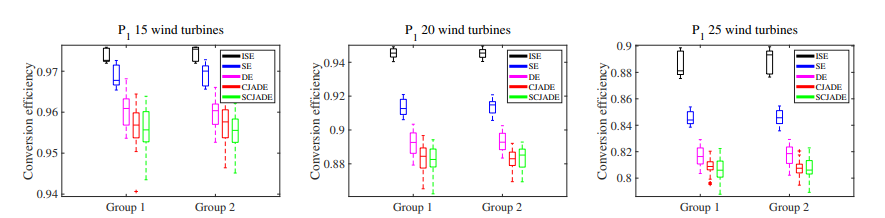 P1 15 wind turbines
Conversion efficiency
0.97
0.96
0.95
0.94
ISE
SE
DE
CJADE
SCJADE
Group 1 Group 2
P1 20 wind turbines
Conversion efficiency
0.94
0.92
0.9
0.88
ISE
SE
DE
CJADE
SCJADE
Group 1 Group 2
P1 25 wind turbines
Conversion efficiency
0.9
0.88
0.86
0.84
0.82
0.8
ISE
SE
DE
CJADE
SCJADE
Group 1 Group 2